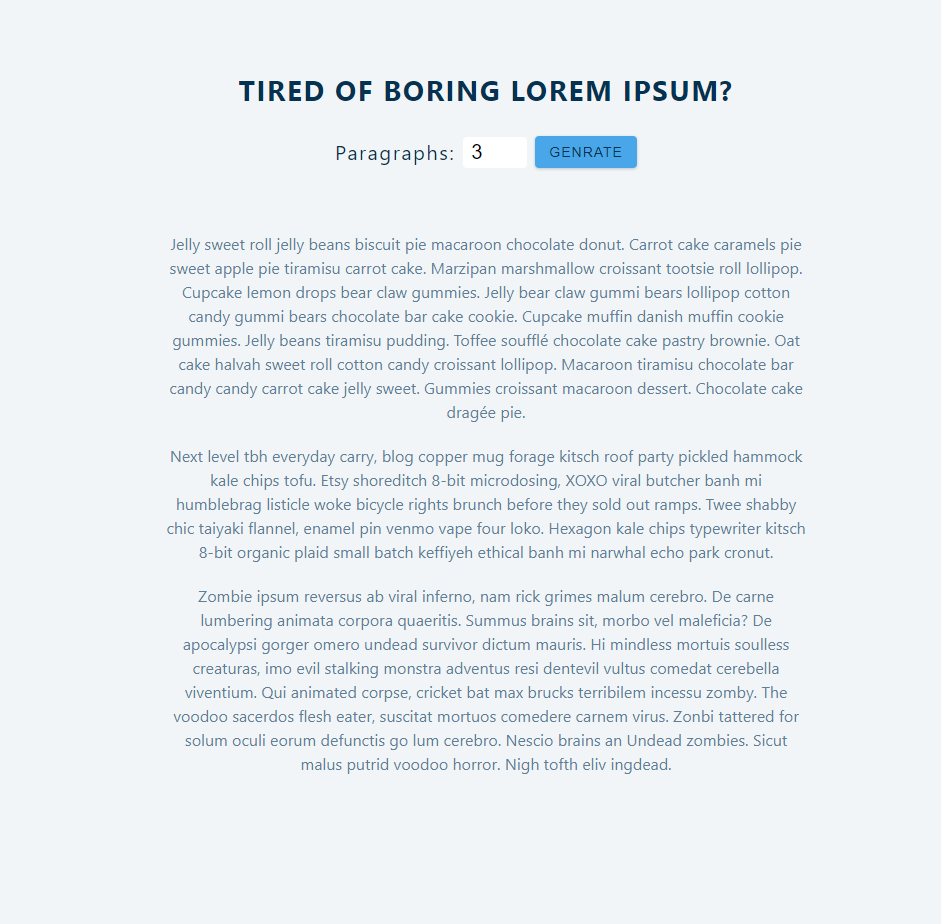 TIRED OF BORING LOREM IPSUM?
Paragraphs: 3 GENRATE
Jelly sweet roll jelly beans biscuit pie macaroon chocolate donut. Carrot cake caramels pie
sweet apple pie tiramisu carrot cake. Marzipan marshmallow croissant tootsie roll lollipop.
Cupcake lemon drops bear claw gummies. Jelly bear claw gummi bears lollipop cotton
candy gummi bears chocolate bar cake cookie. Cupcake muffin danish muffin cookie
gummies. Jelly beans tiramisu pudding. Toffee soufflé chocolate cake pastry brownie. Oat
cake halvah sweet roll cotton candy croissant lollipop. Macaroon tiramisu chocolate bar
candy candy carrot cake jelly sweet. Gummies croissant macaroon dessert. Chocolate cake
dragée pie.
Next level tbh everyday carry, blog copper mug forage kitsch roof party pickled hammock
kale chips tofu. Etsy shoreditch 8-bit microdosing, XOXO viral butcher banh mi
humblebrag listicle woke bicycle rights brunch before they sold out ramps. Twee shabby
chic taiyaki flannel, enamel pin venmo vape four loko. Hexagon kale chips typewriter kitsch
8-bit organic plaid small batch keffiyeh ethical banh mi narwhal echo park cronut.
Zombie ipsum reversus ab viral inferno, nam rick grimes malum cerebro. De carne
lumbering animata corpora quaeritis. Summus brains sit, morbo vel maleficia? De
apocalypsi gorger omero undead survivor dictum mauris. Hi mindless mortuis soulless
creaturas, imo evil stalking monstra adventus resi dentevil vultus comedat cerebella
viventium. Qui animated corpse, cricket bat max brucks terribilem incessu zomby. The
voodoo sacerdos flesh eater, suscitat mortuos comedere carnem virus. Zonbi tattered for
solum oculi eorum defunctis go lum cerebro. Nescio brains an Undead zombies. Sicut
malus putrid voodoo horror. Nigh tofth eliv ingdead.